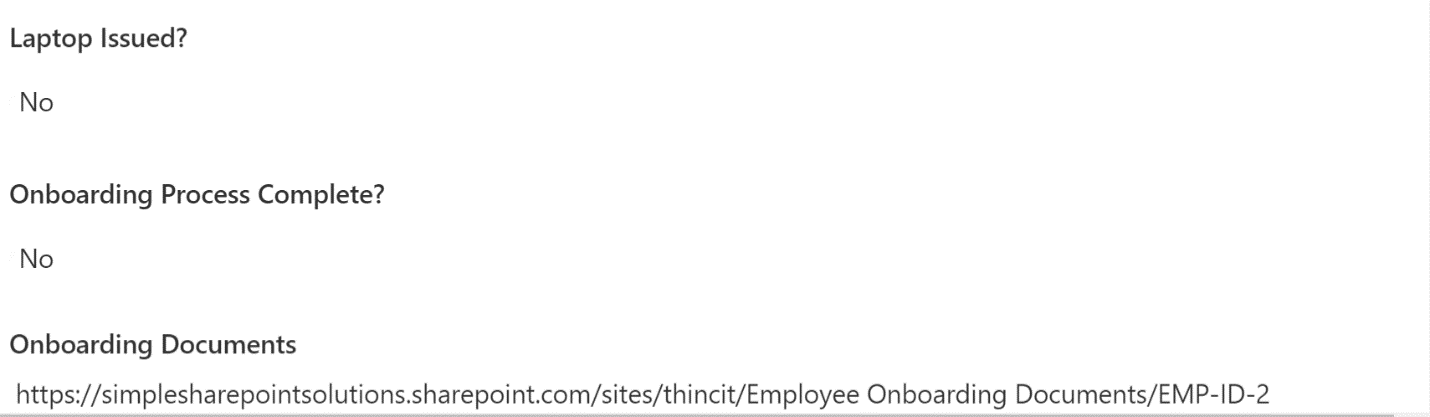 Laptop Issued?
No
Onboarding Process Complete?
No
Onboarding Documents
https://simplesharepointsolutions.sharepoint.com/sites/thincit/Employee Onboarding Documents/EMP-ID-2